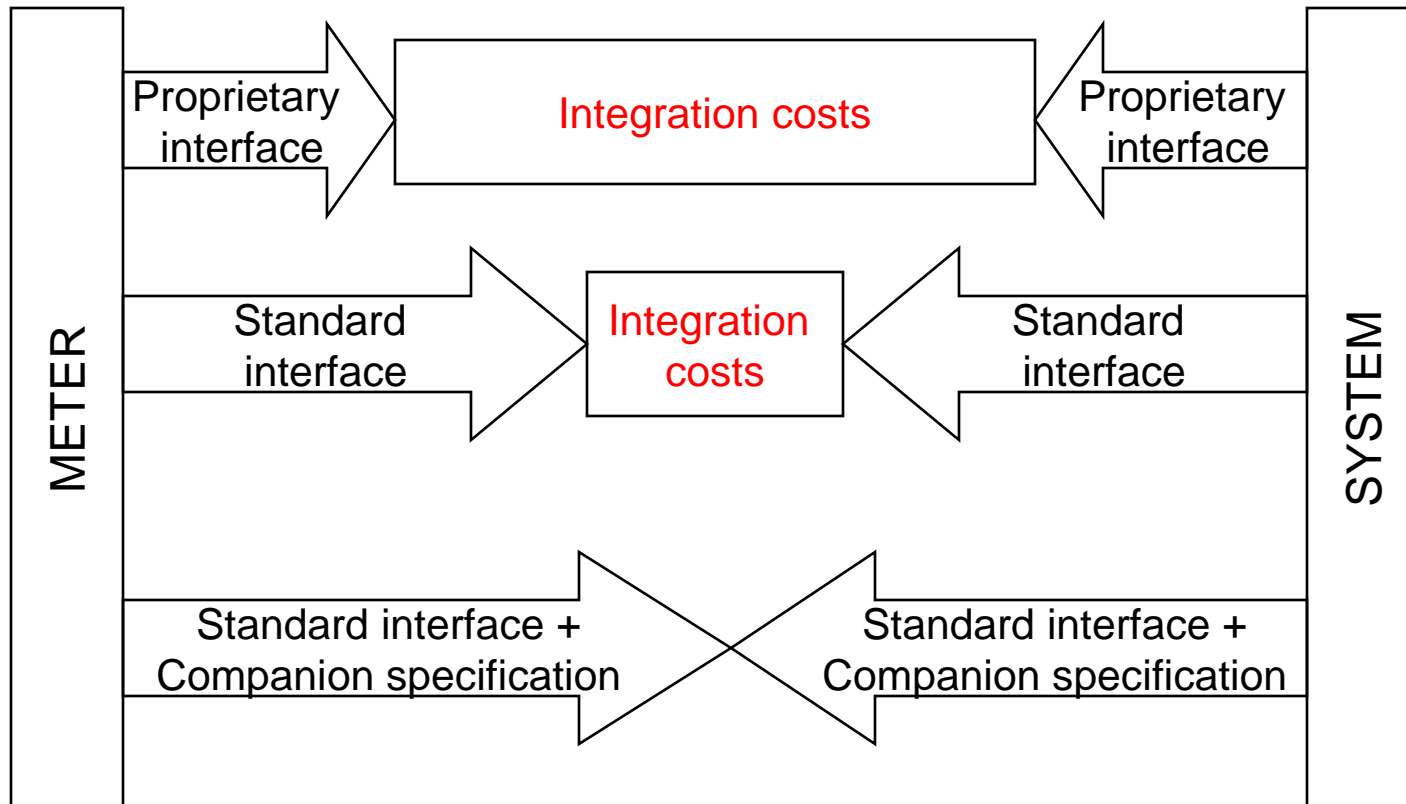 METER
Proprietary
interface
Integration costs
Proprietary
interface
Standard
interface
Integration
costs
Standard
interface
Standard interface +
Companion specification
Standard interface +
Companion specification
SYSTEM